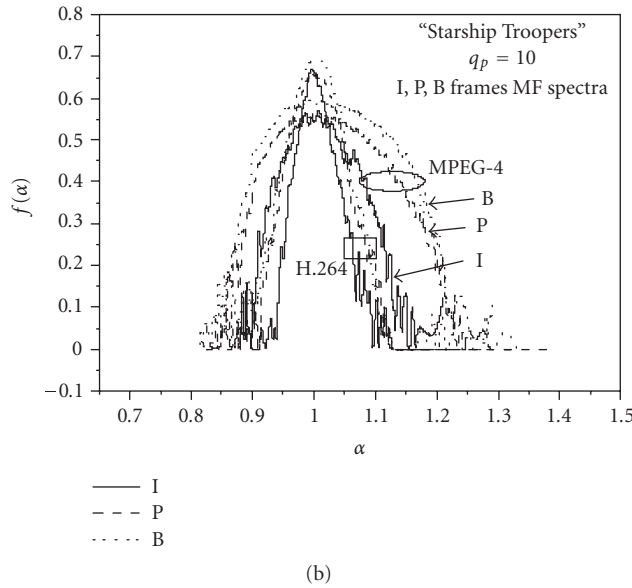 0.8
0.7
0.6
0.5
0.4
0.3
0.2
0.1
0
−0.1
f(α)
"Starship Troopers"
q_p = 10
I, P, B frames MF spectra
MPEG-4
B
P
I
H.264
0.7 0.8 0.9 1 1.1 1.2 1.3 1.4 1.5
α
I
P
B
(b)